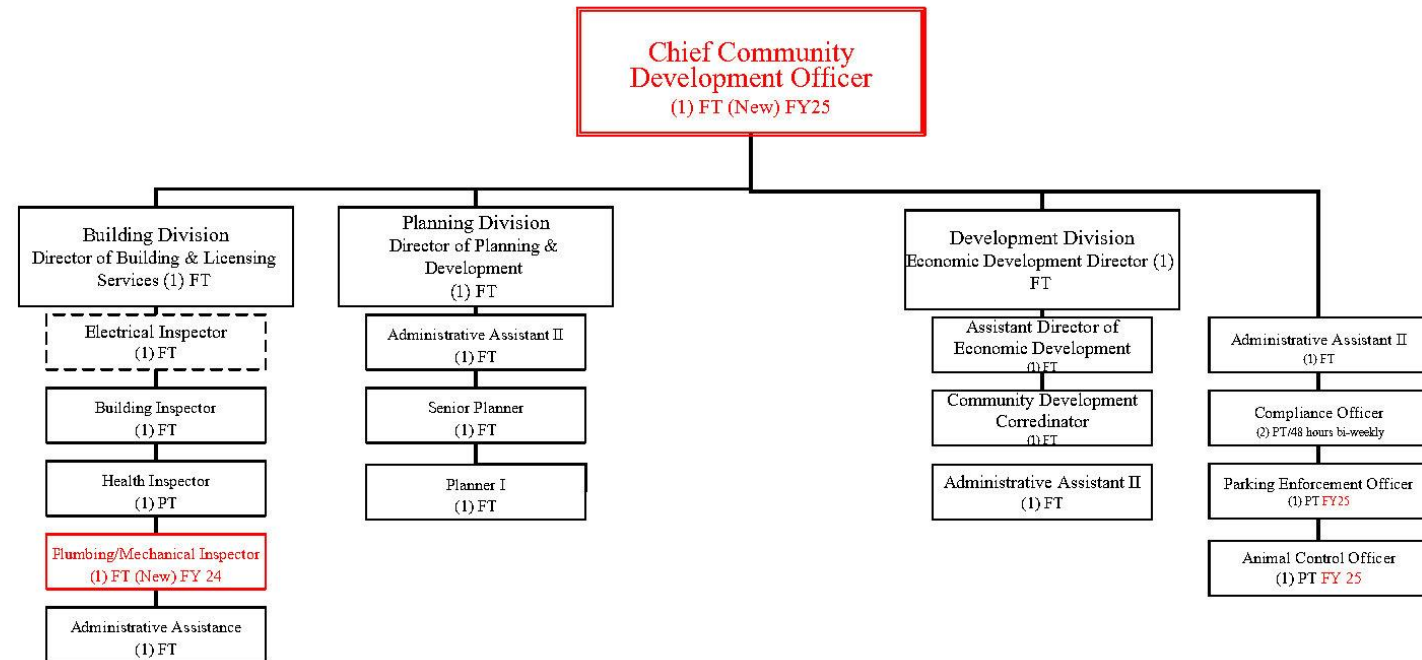 Chief Community
Development Officer
(1) FT (New) FY25
Building Division
Director of Building & Licensing
Services (1) FT
Electrical Inspector
(1) FT
Building Inspector
(1) FT
Health Inspector
(1) PT
Plumbing/Mechanical Inspector
(1) FT (New) FY 24
Administrative Assistance
(1) FT
Planning Division
Director of Planning &
Development
(1) FT
Administrative Assistant II
(1) FT
Senior Planner
(1) FT
Planner I
(1) FT
Development Division
Economic Development Director (1)
FT
Assistant Director of
Economic Development
(1) FT
Community Development
Corredinator
(1) FT
Administrative Assistant II
(1) FT
Administrative Assistant II
(1) FT
Compliance Officer
(2) PT/48 hours bi-weekly
Parking Enforcement Officer
(1) PT FY25
Animal Control Officer
(1) PT FY 25